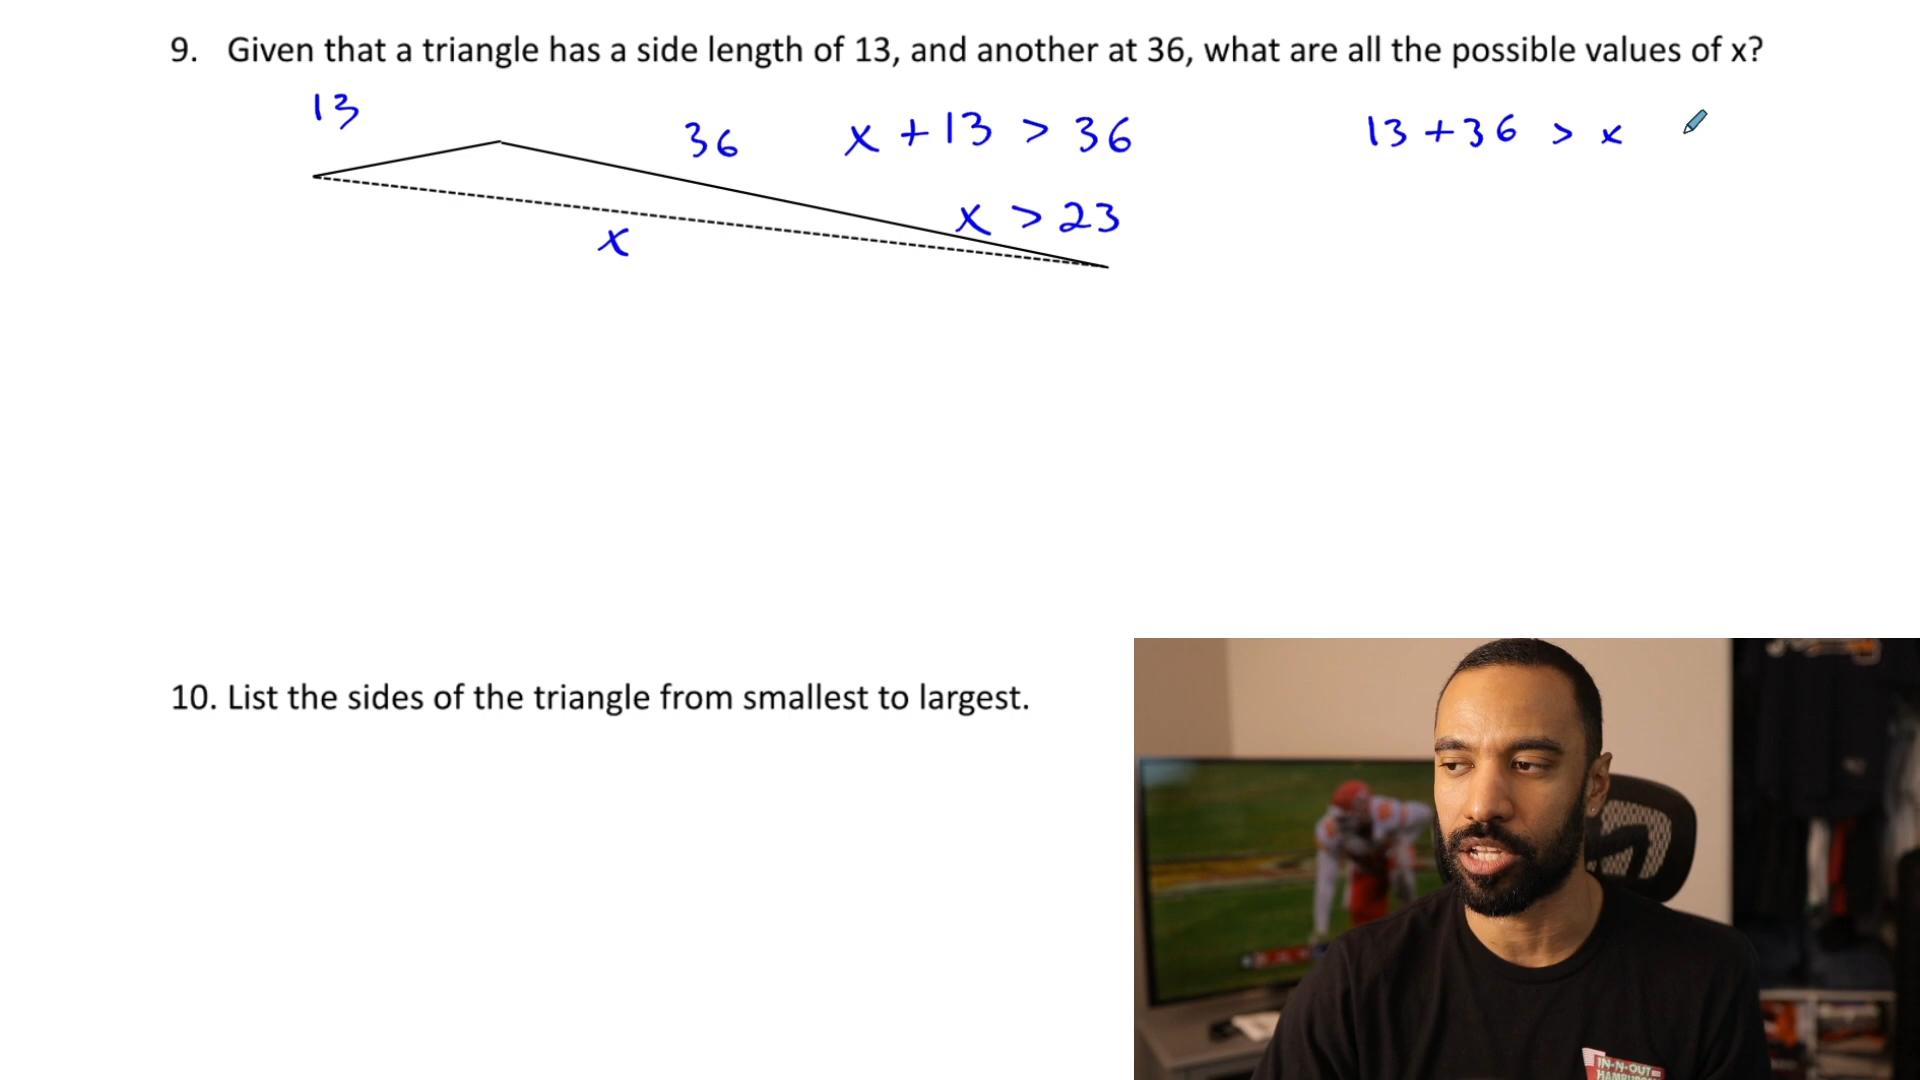 9. Given that a triangle has a side length of 13, and another at 36, what are all the possible values of x?
13
36
x + 13 > 36
13 + 36 > x
x > 23
x
10. List the sides of the triangle from smallest to largest.
IN-N-OUT